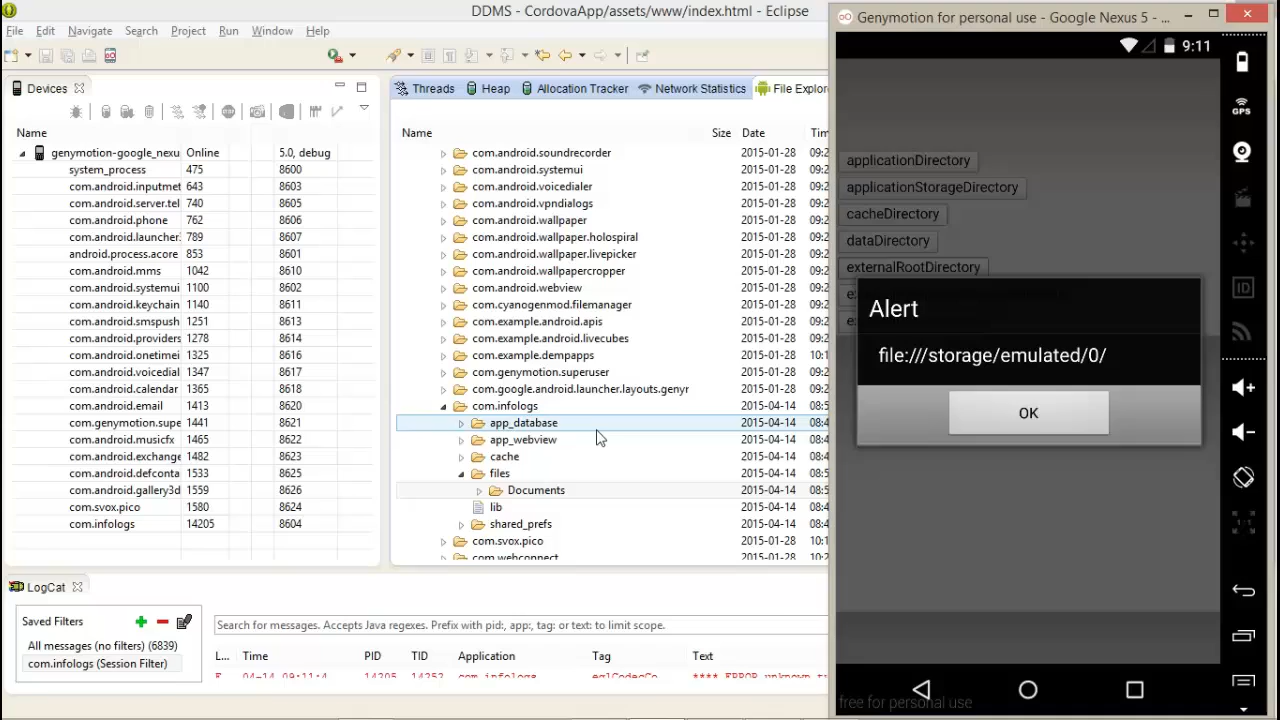 DDMS - CordovaApp/assets/www/index.html - Eclipse
File Edit Navigate Search Project Run Window Help
Devices
Name
genymotion-google_nexu Online 5.0, debug
system_process 475 8600
com.android.inputmet 643 8603
com.android.server.tel 740 8605
com.android.phone 762 8606
com.android.launcher: 789 8607
android.process.acore 853 8601
com.android.mms 1042 8610
com.android.systemui 1100 8602
com.android.keychain 1140 8611
com.android.smspush 1251 8613
com.android.providers 1278 8614
com.android.onetimei 1325 8616
com.android.voicedial 1347 8617
com.android.calendar 1365 8618
com.android.email 1413 8620
com.genymotion.supe 1441 8621
com.android.musicfx 1465 8622
com.android.exchange 1482 8623
com.android.defconta 1533 8625
com.android.gallery3d 1559 8626
com.svox.pico 1580 8624
com.infologs 14205 8604
Threads Heap Allocation Tracker Network Statistics File Explor
Name Size Date Tim
com.android.soundrecorder 2015-01-28 09:2
com.android.systemui 2015-01-28 09:2
com.android.voicedialer 2015-01-28 09:2
com.android.vpndialogs 2015-01-28 09:2
com.android.wallpaper 2015-01-28 09:2
com.android.wallpaper.holospiral 2015-01-28 09:2
com.android.wallpaper.livepicker 2015-01-28 09:2
com.android.wallpapercropper 2015-01-28 09:2
com.android.webview 2015-01-28 09:2
com.cyanogenmod.filemanager 2015-01-28 09:2
com.example.android.apis 2015-01-28 09:2
com.example.android.livecubes 2015-01-28 09:2
com.example.dempapps 2015-01-28 10:1
com.genymotion.superuser 2015-01-28 09:2
com.google.android.launcher.layouts.genyr 2015-01-28 09:2
com.infologs 2015-04-14 08:5
app_database 2015-04-14 08:4
app_webview 2015-04-14 08:4
cache 2015-04-14 08:4
files 2015-04-14 08:5
Documents 2015-04-14 08:5
lib 2015-04-14 08:5
shared_prefs 2015-04-14 08:4
com.svox.pico 2015-01-28 10:1
com.webconnect 2015-01-28 10:1
LogCat
Saved Filters
All messages (no filters) (6839)
com.infologs (Session Filter)
Search for messages. Accepts Java regexes. Prefix with pid:, app:, tag: or text: to limit scope.
L... Time PID TID Application Tag Text
Genymotion for personal use - Google Nexus 5 - ...
9:11
applicationDirectory
applicationStorageDirectory
cacheDirectory
dataDirectory
externalRootDirectory
Alert
file:///storage/emulated/0/
OK
free for personal use
GPS
ID
1:1